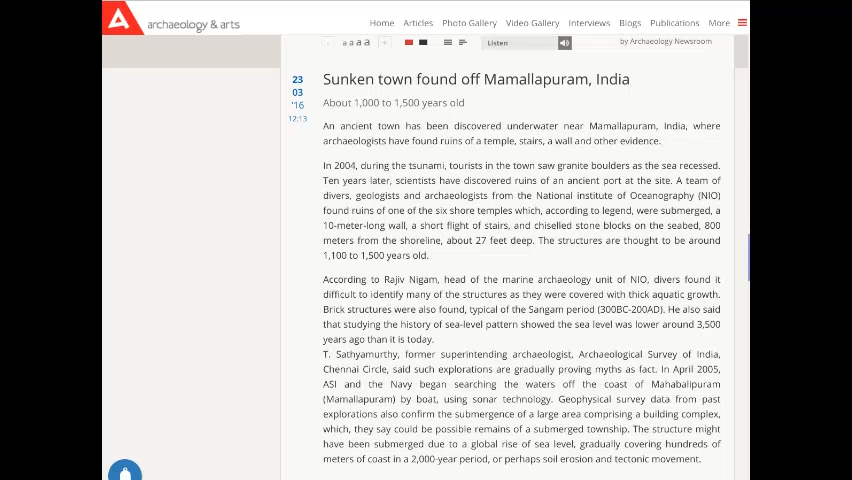 archaeology & arts
Home Articles Photo Gallery Video Gallery Interviews Blogs Publications More
- a a a a + Listen by Archaeology Newsroom
23
03
'16
12:13
Sunken town found off Mamallapuram, India
About 1,000 to 1,500 years old
An ancient town has been discovered underwater near Mamallapuram, India, where
archaeologists have found ruins of a temple, stairs, a wall and other evidence.
In 2004, during the tsunami, tourists in the town saw granite boulders as the sea recessed.
Ten years later, scientists have discovered ruins of an ancient port at the site. A team of
divers, geologists and archaeologists from the National institute of Oceanography (NIO)
found ruins of one of the six shore temples which, according to legend, were submerged, a
10-meter-long wall, a short flight of stairs, and chiselled stone blocks on the seabed, 800
meters from the shoreline, about 27 feet deep. The structures are thought to be around
1,100 to 1,500 years old.
According to Rajiv Nigam, head of the marine archaeology unit of NIO, divers found it
difficult to identify many of the structures as they were covered with thick aquatic growth.
Brick structures were also found, typical of the Sangam period (300BC-200AD). He also said
that studying the history of sea-level pattern showed the sea level was lower around 3,500
years ago than it is today.
T. Sathyamurthy, former superintending archaeologist, Archaeological Survey of India,
Chennai Circle, said such explorations are gradually proving myths as fact. In April 2005,
ASI and the Navy began searching the waters off the coast of Mahabalipuram
(Mamallapuram) by boat, using sonar technology. Geophysical survey data from past
explorations also confirm the submergence of a large area comprising a building complex,
which, they say could be possible remains of a submerged township. The structure might
have been submerged due to a global rise of sea level, gradually covering hundreds of
meters of coast in a 2,000-year period, or perhaps soil erosion and tectonic movement.